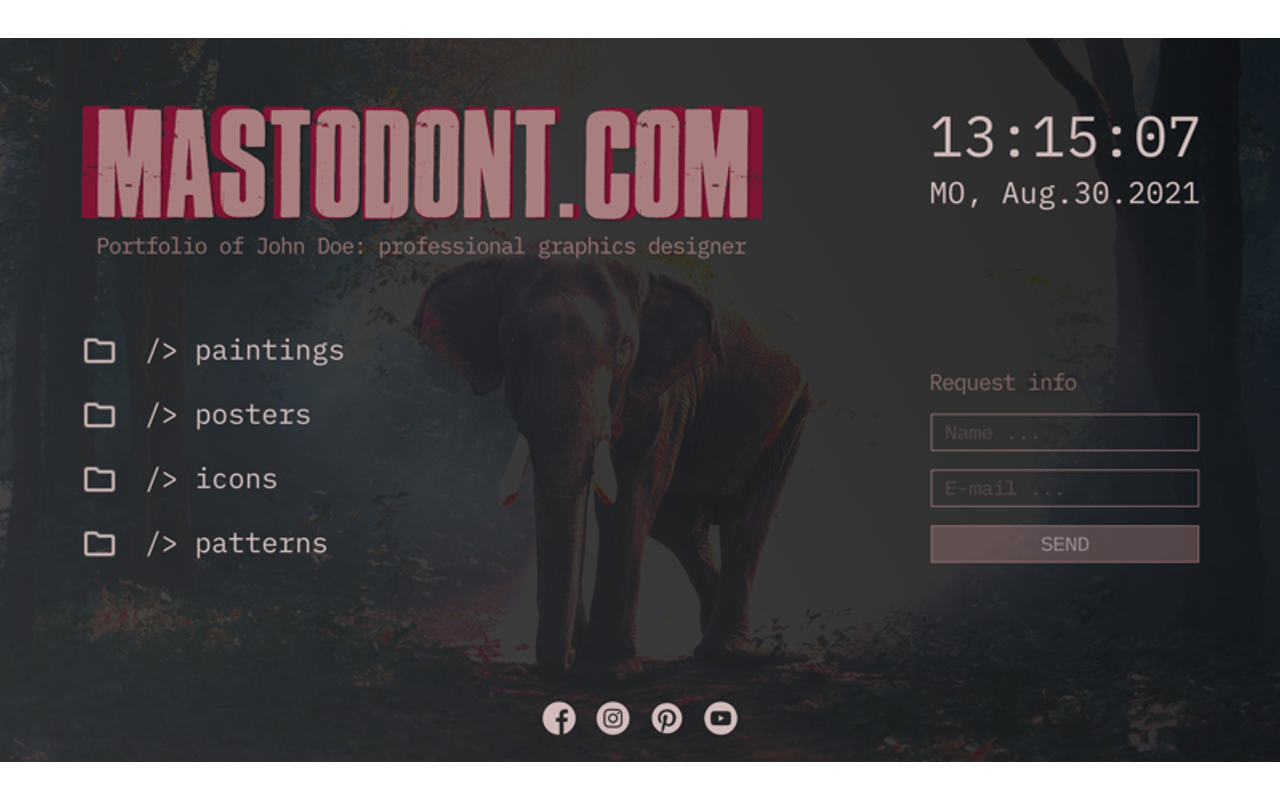 MASTODONT.COM
Portfolio of John Doe: professional graphics designer
13:15:07
MO, Aug.30.2021
/> paintings
/> posters
/> icons
/> patterns
Request info
Name ...
E-mail ...
SEND